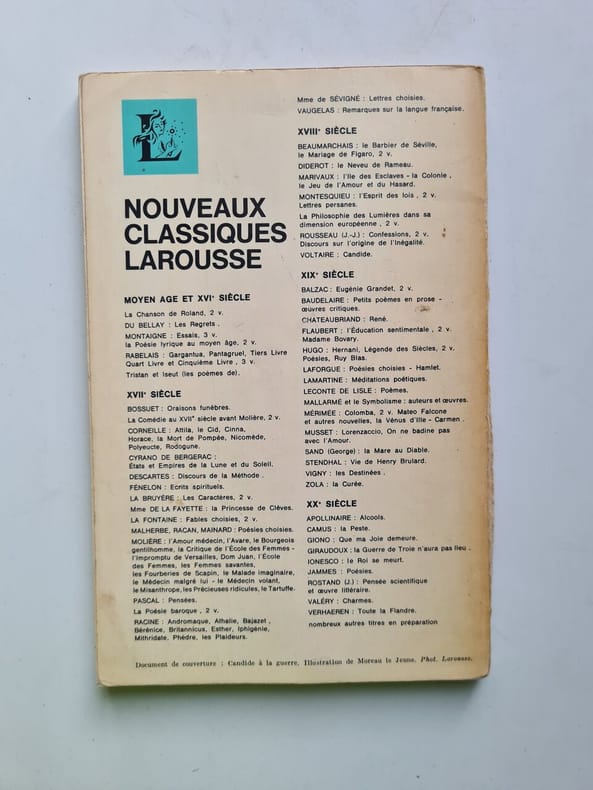 NOUVEAUX
CLASSIQUES
LAROUSSE
MOYEN AGE ET XVIe SIÈCLE
La Chanson de Roland, 2 v.
DU BELLAY : Les Regrets .
MONTAIGNE : Essais, 3 v.
la Poésie lyrique au moyen âge, 2 v.
RABELAIS : Gargantua, Pantagruel, Tiers Livre
Quart Livre et Cinquième Livre , 3 v.
Tristan et Iseut (les poèmes de).
XVIIe SIÈCLE
BOSSUET : Oraisons funèbres.
La Comédie au XVIIe siècle avant Molière, 2 v.
CORNEILLE : Attila, le Cid, Cinna,
Horace, la Mort de Pompée, Nicomède,
Polyeucte, Rodogune.
CYRANO DE BERGERAC :
États et Empires de la Lune et du Soleil.
DESCARTES : Discours de la Méthode .
FÉNELON : Ecrits spirituels.
LA BRUYÈRE : Les Caractères, 2 v.
Mme DE LA FAYETTE : la Princesse de Clèves.
LA FONTAINE : Fables choisies, 2 v.
MALHERBE, RACAN, MAINARD : Poésies choisies.
MOLIÈRE : l'Amour médecin, l'Avare, le Bourgeois
gentilhomme, la Critique de l'École des Femmes -
l'Impromptu de Versailles, Dom Juan, l'École
des Femmes, les Femmes savantes,
les Fourberies de Scapin, le Malade imaginaire,
le Médecin malgré lui - le Médecin volant,
le Misanthrope, les Précieuses ridicules, le Tartuffe.
PASCAL : Pensées.
La Poésie baroque , 2 v.
RACINE : Andromaque, Athalie, Bajazet ,
Bérénice, Britannicus, Esther, Iphigénie,
Mithridate, Phèdre, les Plaideurs.
Mme de SÉVIGNÉ : Lettres choisies.
VAUGELAS : Remarques sur la langue française.
XVIIIe SIÈCLE
BEAUMARCHAIS : le Barbier de Séville,
le Mariage de Figaro, 2 v.
DIDEROT : le Neveu de Rameau.
MARIVAUX : l'Ile des Esclaves - la Colonie ,
le Jeu de l'Amour et du Hasard.
MONTESQUIEU : l'Esprit des lois , 2 v.
Lettres persanes.
La Philosophie des Lumières dans sa
dimension européenne , 2 v.
ROUSSEAU (J.-J.) : Confessions, 2 v.
Discours sur l'origine de l'Inégalité.
VOLTAIRE : Candide.
XIXe SIÈCLE
BALZAC : Eugénie Grandet, 2 v.
BAUDELAIRE : Petits poèmes en prose -
œuvres critiques.
CHATEAUBRIAND : René.
FLAUBERT : l'Éducation sentimentale , 2 v.
Madame Bovary.
HUGO : Hernani, Légende des Siècles, 2 v.
Poésies, Ruy Blas.
LAFORGUE : Poésies choisies - Hamlet.
LAMARTINE : Méditations poétiques.
LECONTE DE LISLE : Poèmes.
MALLARMÉ et le Symbolisme : auteurs et œuvres.
MÉRIMÉE : Colomba, 2 v. Mateo Falcone
et autres nouvelles, la Vénus d'Ille - Carmen .
MUSSET : Lorenzaccio, On ne badine pas
avec l'Amour.
SAND (George) : la Mare au Diable.
STENDHAL : Vie de Henry Brulard.
VIGNY : les Destinées .
ZOLA : la Curée.
XXe SIÈCLE
APOLLINAIRE : Alcools.
CAMUS : la Peste.
GIONO : Que ma Joie demeure.
GIRAUDOUX : la Guerre de Troie n'aura pas lieu .
IONESCO : le Roi se meurt.
JAMMES : Poésies.
ROSTAND (J.) : Pensée scientifique
et œuvre littéraire.
VALÉRY : Charmes.
VERHAEREN : Toute la Flandre.
nombreux autres titres en préparation
Document de couverture : Candide à la guerre. Illustration de Moreau le Jeune. Phot. Larousse.